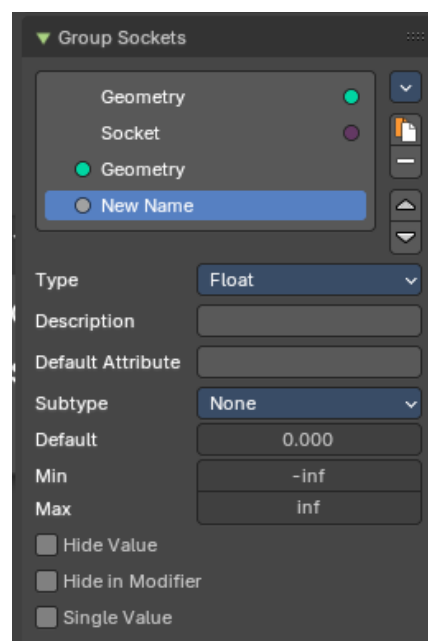 Group Sockets
Geometry
Socket
Geometry
New Name
Type Float
Description
Default Attribute
Subtype None
Default 0.000
Min -inf
Max inf
Hide Value
Hide in Modifier
Single Value